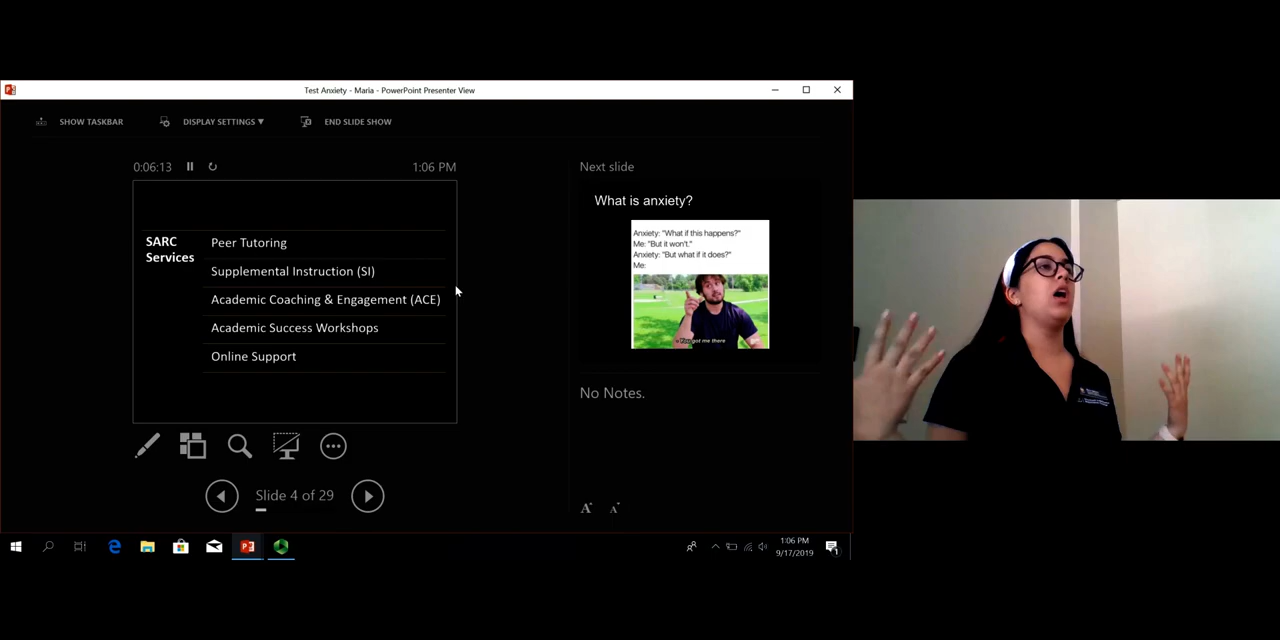 Test Anxiety - Maria - PowerPoint Presenter View
SHOW TASKBAR
DISPLAY SETTINGS ▼
END SLIDE SHOW
0:06:13
1:06 PM
SARC
Services
Peer Tutoring
Supplemental Instruction (SI)
Academic Coaching & Engagement (ACE)
Academic Success Workshops
Online Support
Slide 4 of 29
Next slide
What is anxiety?
Anxiety: "What if this happens?"
Me: "But it won't."
Anxiety: "But what if it does?"
Me:
got me there
No Notes.
A A
1:06 PM
9/17/2019